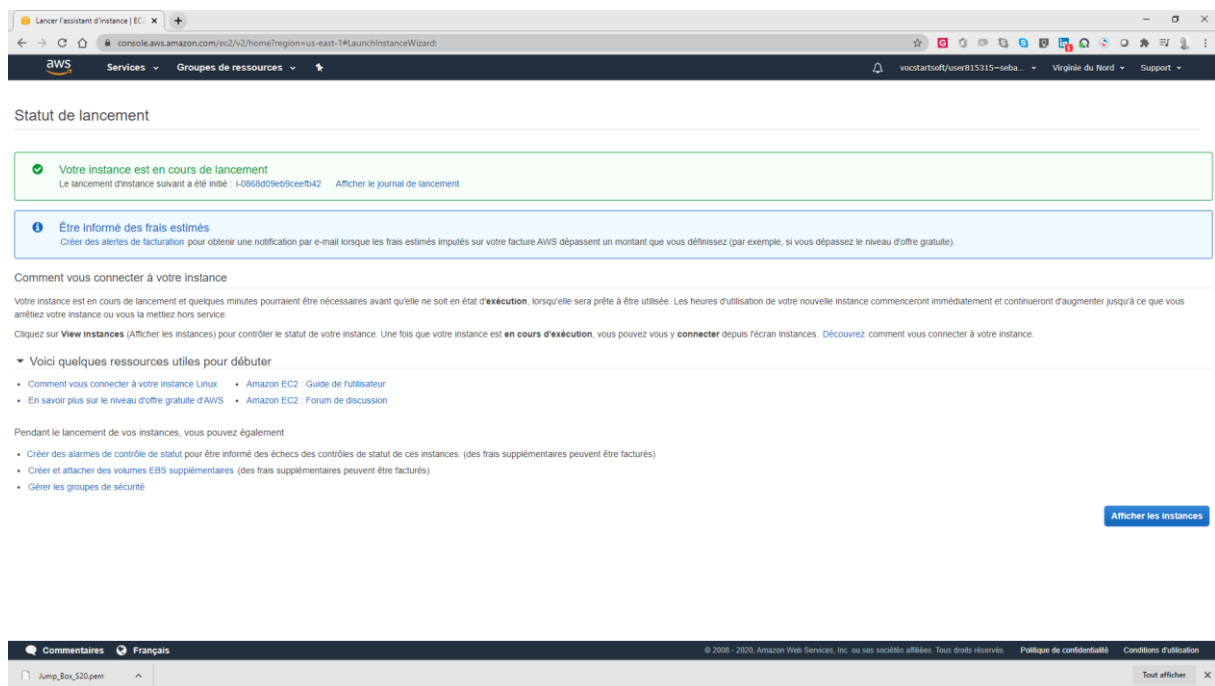 Lancer l'assistant d'instance | EC2
console.aws.amazon.com/ec2/v2/home?region=us-east-1#LaunchInstanceWizard:
aws Services Groupes de ressources vocstartsoft/user815315=seba... Virginie du Nord Support
Statut de lancement
Votre instance est en cours de lancement
Le lancement d'instance suivant a été initié : i-0868d09eb9ceefb42 Afficher le journal de lancement
Être informé des frais estimés
Créer des alertes de facturation pour obtenir une notification par e-mail lorsque les frais estimés imputés sur votre facture AWS dépassent un montant que vous définissez (par exemple, si vous dépassez le niveau d'offre gratuite).
Comment vous connecter à votre instance
Votre instance est en cours de lancement et quelques minutes pourraient être nécessaires avant qu'elle ne soit en état d'exécution, lorsqu'elle sera prête à être utilisée. Les heures d'utilisation de votre nouvelle instance commenceront immédiatement et continueront d'augmenter jusqu'à ce que vous
arrêtiez votre instance ou vous la mettiez hors service.
Cliquez sur View instances (Afficher les instances) pour contrôler le statut de votre instance. Une fois que votre instance est en cours d'exécution, vous pouvez vous y connecter depuis l'écran Instances. Découvrez comment vous connecter à votre instance.
Voici quelques ressources utiles pour débuter
• Comment vous connecter à votre instance Linux • Amazon EC2 : Guide de l'utilisateur
• En savoir plus sur le niveau d'offre gratuite d'AWS • Amazon EC2 : Forum de discussion
Pendant le lancement de vos instances, vous pouvez également
• Créer des alarmes de contrôle de statut pour être informé des échecs des contrôles de statut de ces instances. (des frais supplémentaires peuvent être facturés)
• Créer et attacher des volumes EBS supplémentaires (des frais supplémentaires peuvent être facturés)
• Gérer les groupes de sécurité
Afficher les instances
Commentaires Français © 2008 - 2020, Amazon Web Services, Inc. ou ses sociétés affiliées. Tous droits réservés. Politique de confidentialité Conditions d'utilisation
Jump_Box_S20.pem Tout afficher